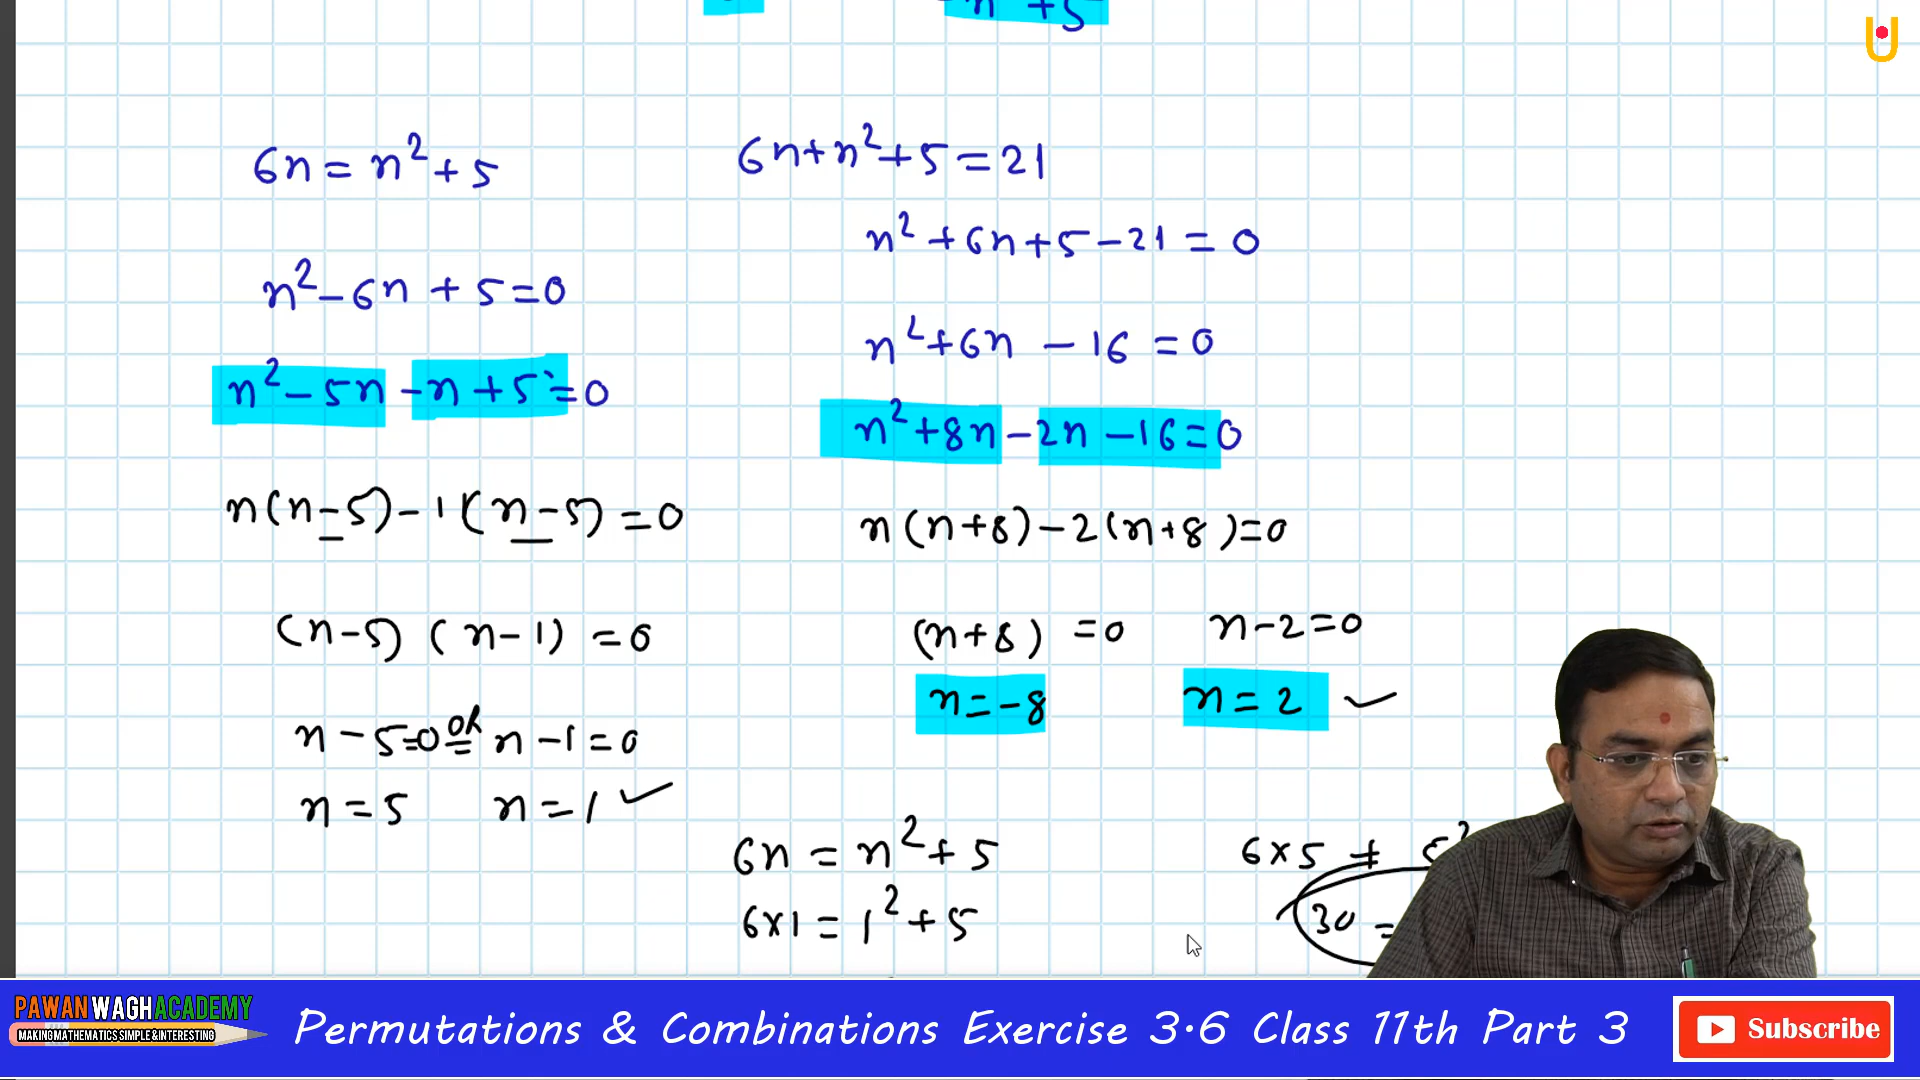 n² + 5
6n = n² + 5
n² - 6n + 5 = 0
n² - 5n - n + 5 = 0
n(n - 5) - 1(n - 5) = 0
(n - 5) (n - 1) = 0
n - 5 = 0 or n - 1 = 0
n = 5 n = 1 ✓
6n + n² + 5 = 21
n² + 6n + 5 - 21 = 0
n² + 6n - 16 = 0
n² + 8n - 2n - 16 = 0
n(n + 8) - 2(n + 8) = 0
(n + 8) = 0 n - 2 = 0
n = -8 n = 2 ✓
6n = n² + 5
6×1 = 1² + 5
6×5 ≠
30 =
PAWAN WAGH ACADEMY
MAKING MATHEMATICS SIMPLE & INTERESTING
Permutations & Combinations Exercise 3.6 Class 11th Part 3
Subscribe